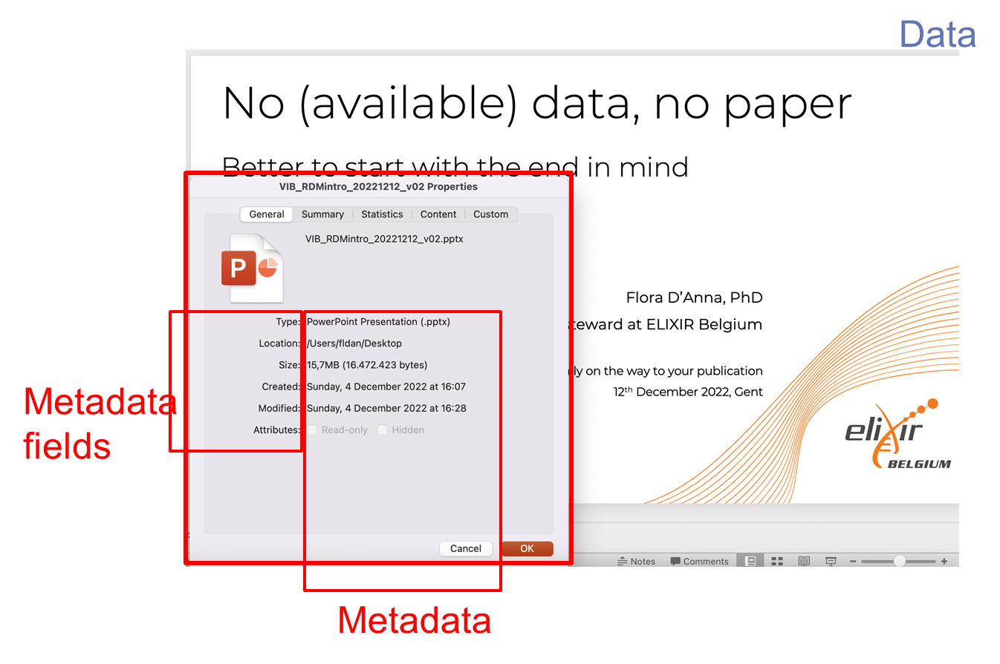 Data
No (available) data, no paper
Better to start with the end in mind
VIB_RDMintro_20221212_v02 Properties
General Summary Statistics Content Custom
VIB_RDMintro_20221212_v02.pptx
P
Flora D’Anna, PhD
Type: PowerPoint Presentation (.pptx)
at ELIXIR Belgium
Location: /Users/fldan/Desktop
Size: 15,7MB (16.472.423 bytes)
on the way to your publication
Created: Sunday, 4 December 2022 at 16:07
12th December 2022, Gent
Modified: Sunday, 4 December 2022 at 16:28
Attributes: Read-only Hidden
Metadata
fields
elixir
BELGIUM
Cancel OK
Notes Comments
Metadata